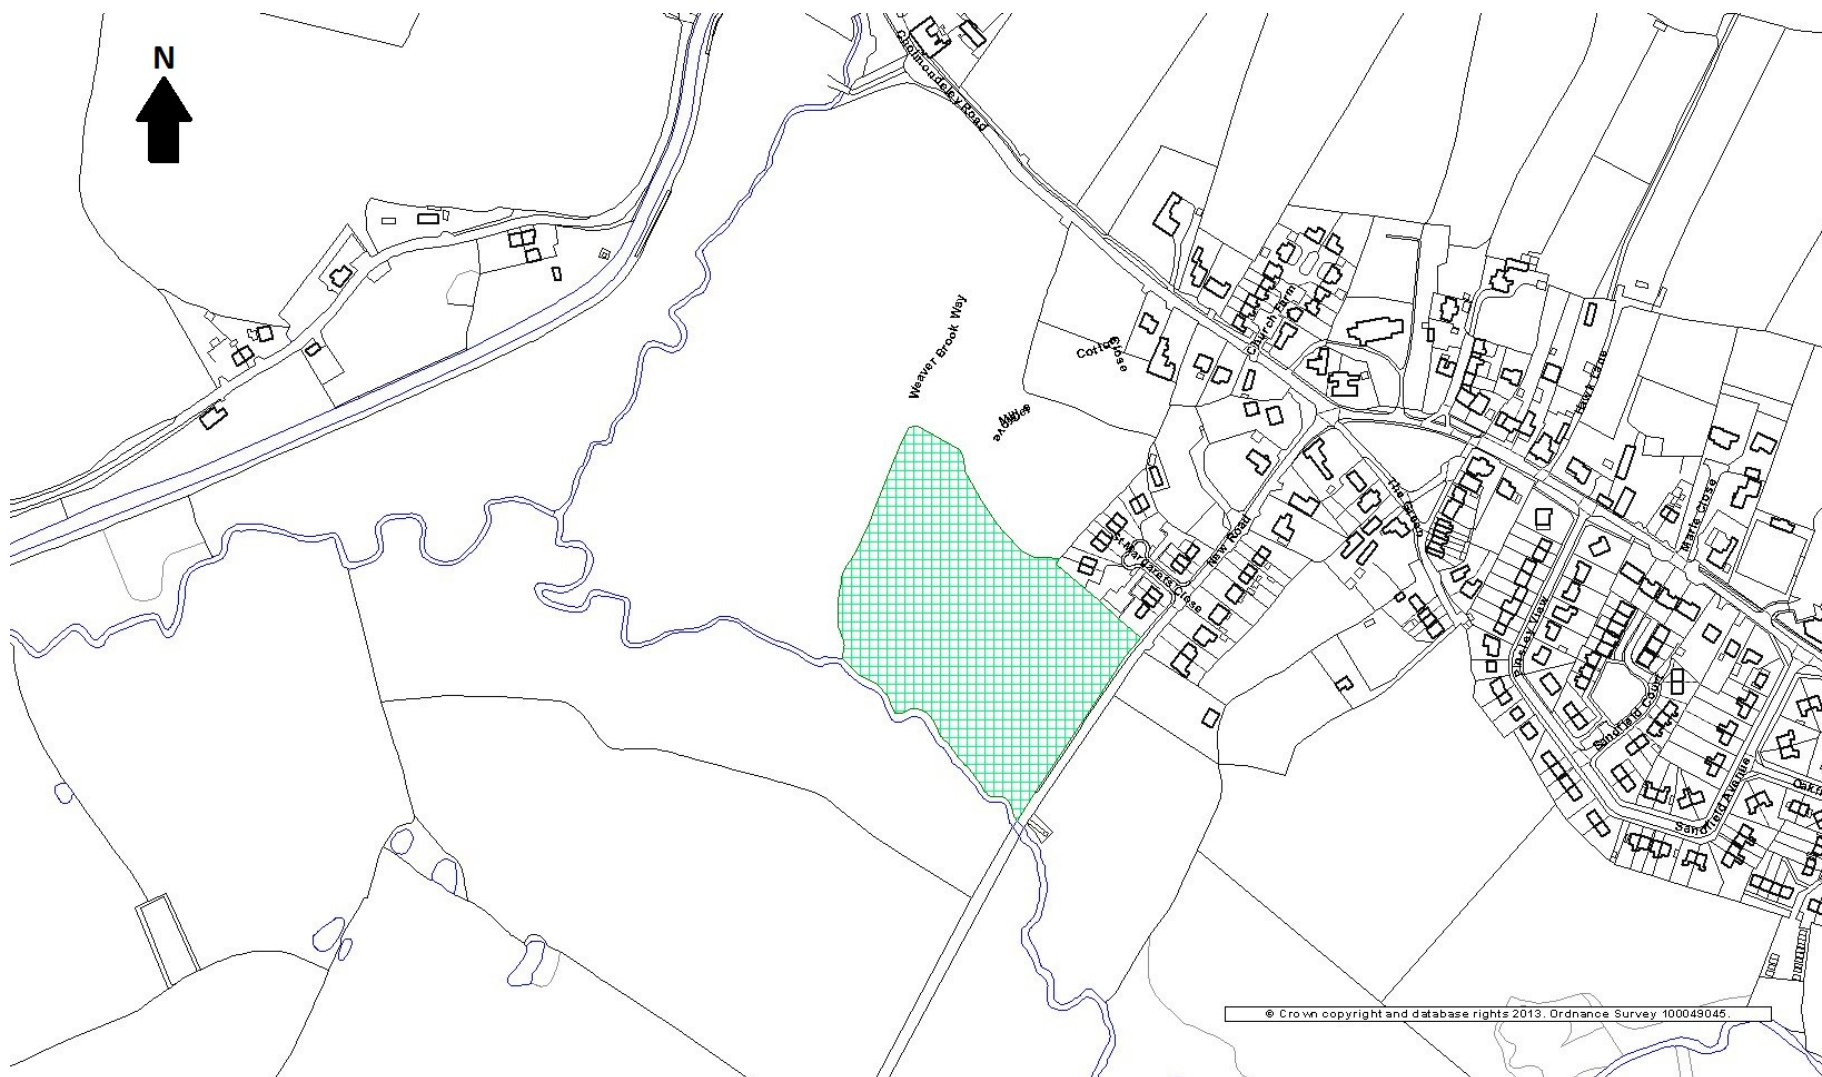 N
Cholmondeley Road
Weaver Brook Way
Church Farm
Close
Hawk Lane
The Green
Marle Close
New Road
St Margarets Close
Pinsley View
Sandfield Court
Sandfield Avenue
© Crown copyright and database rights 2013. Ordnance Survey 100049045.